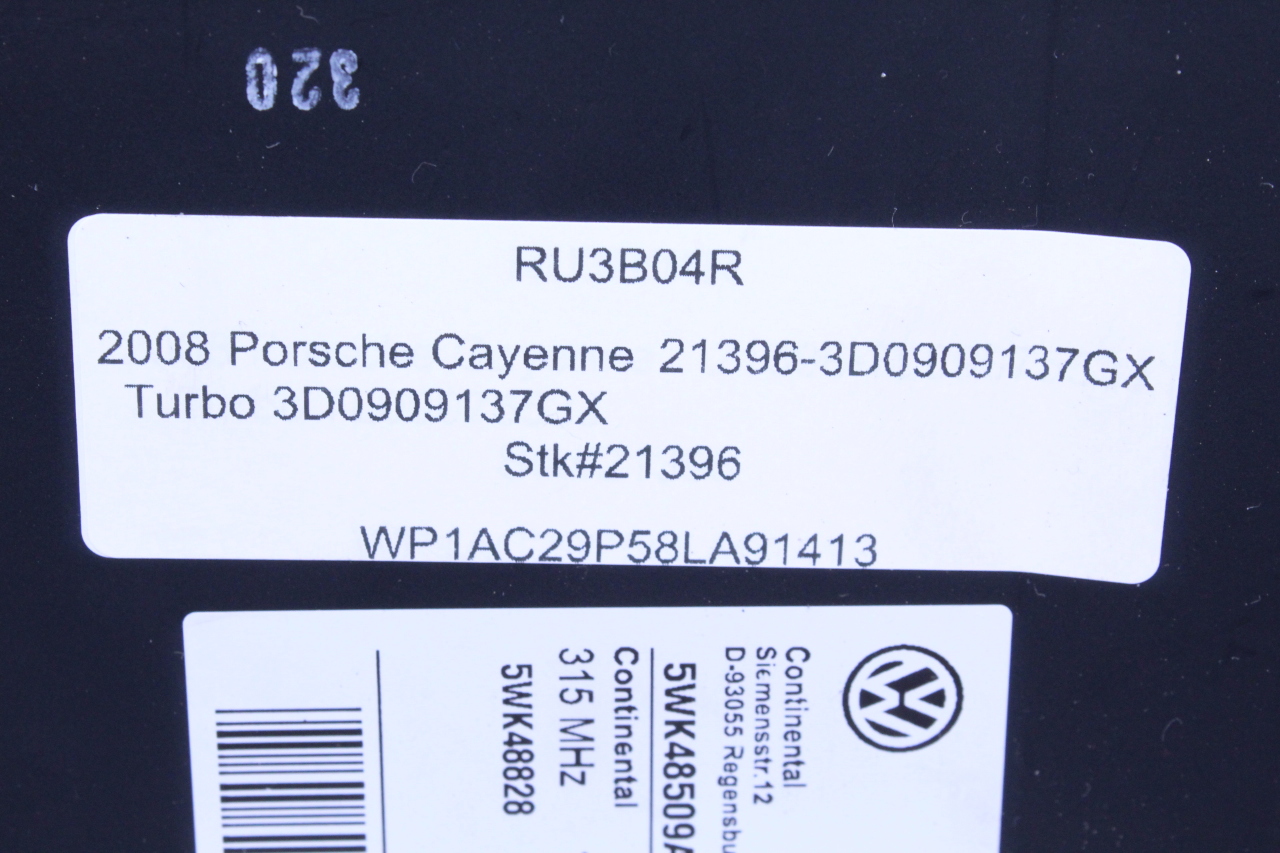 320
RU3B04R
2008 Porsche Cayenne 21396-3D0909137GX
Turbo 3D0909137GX
Stk#21396
WP1AC29P58LA91413
Continental
Siemensstr.12
D-93055 Regensbu
5WK48509A
Continental
315 MHz
5WK48828